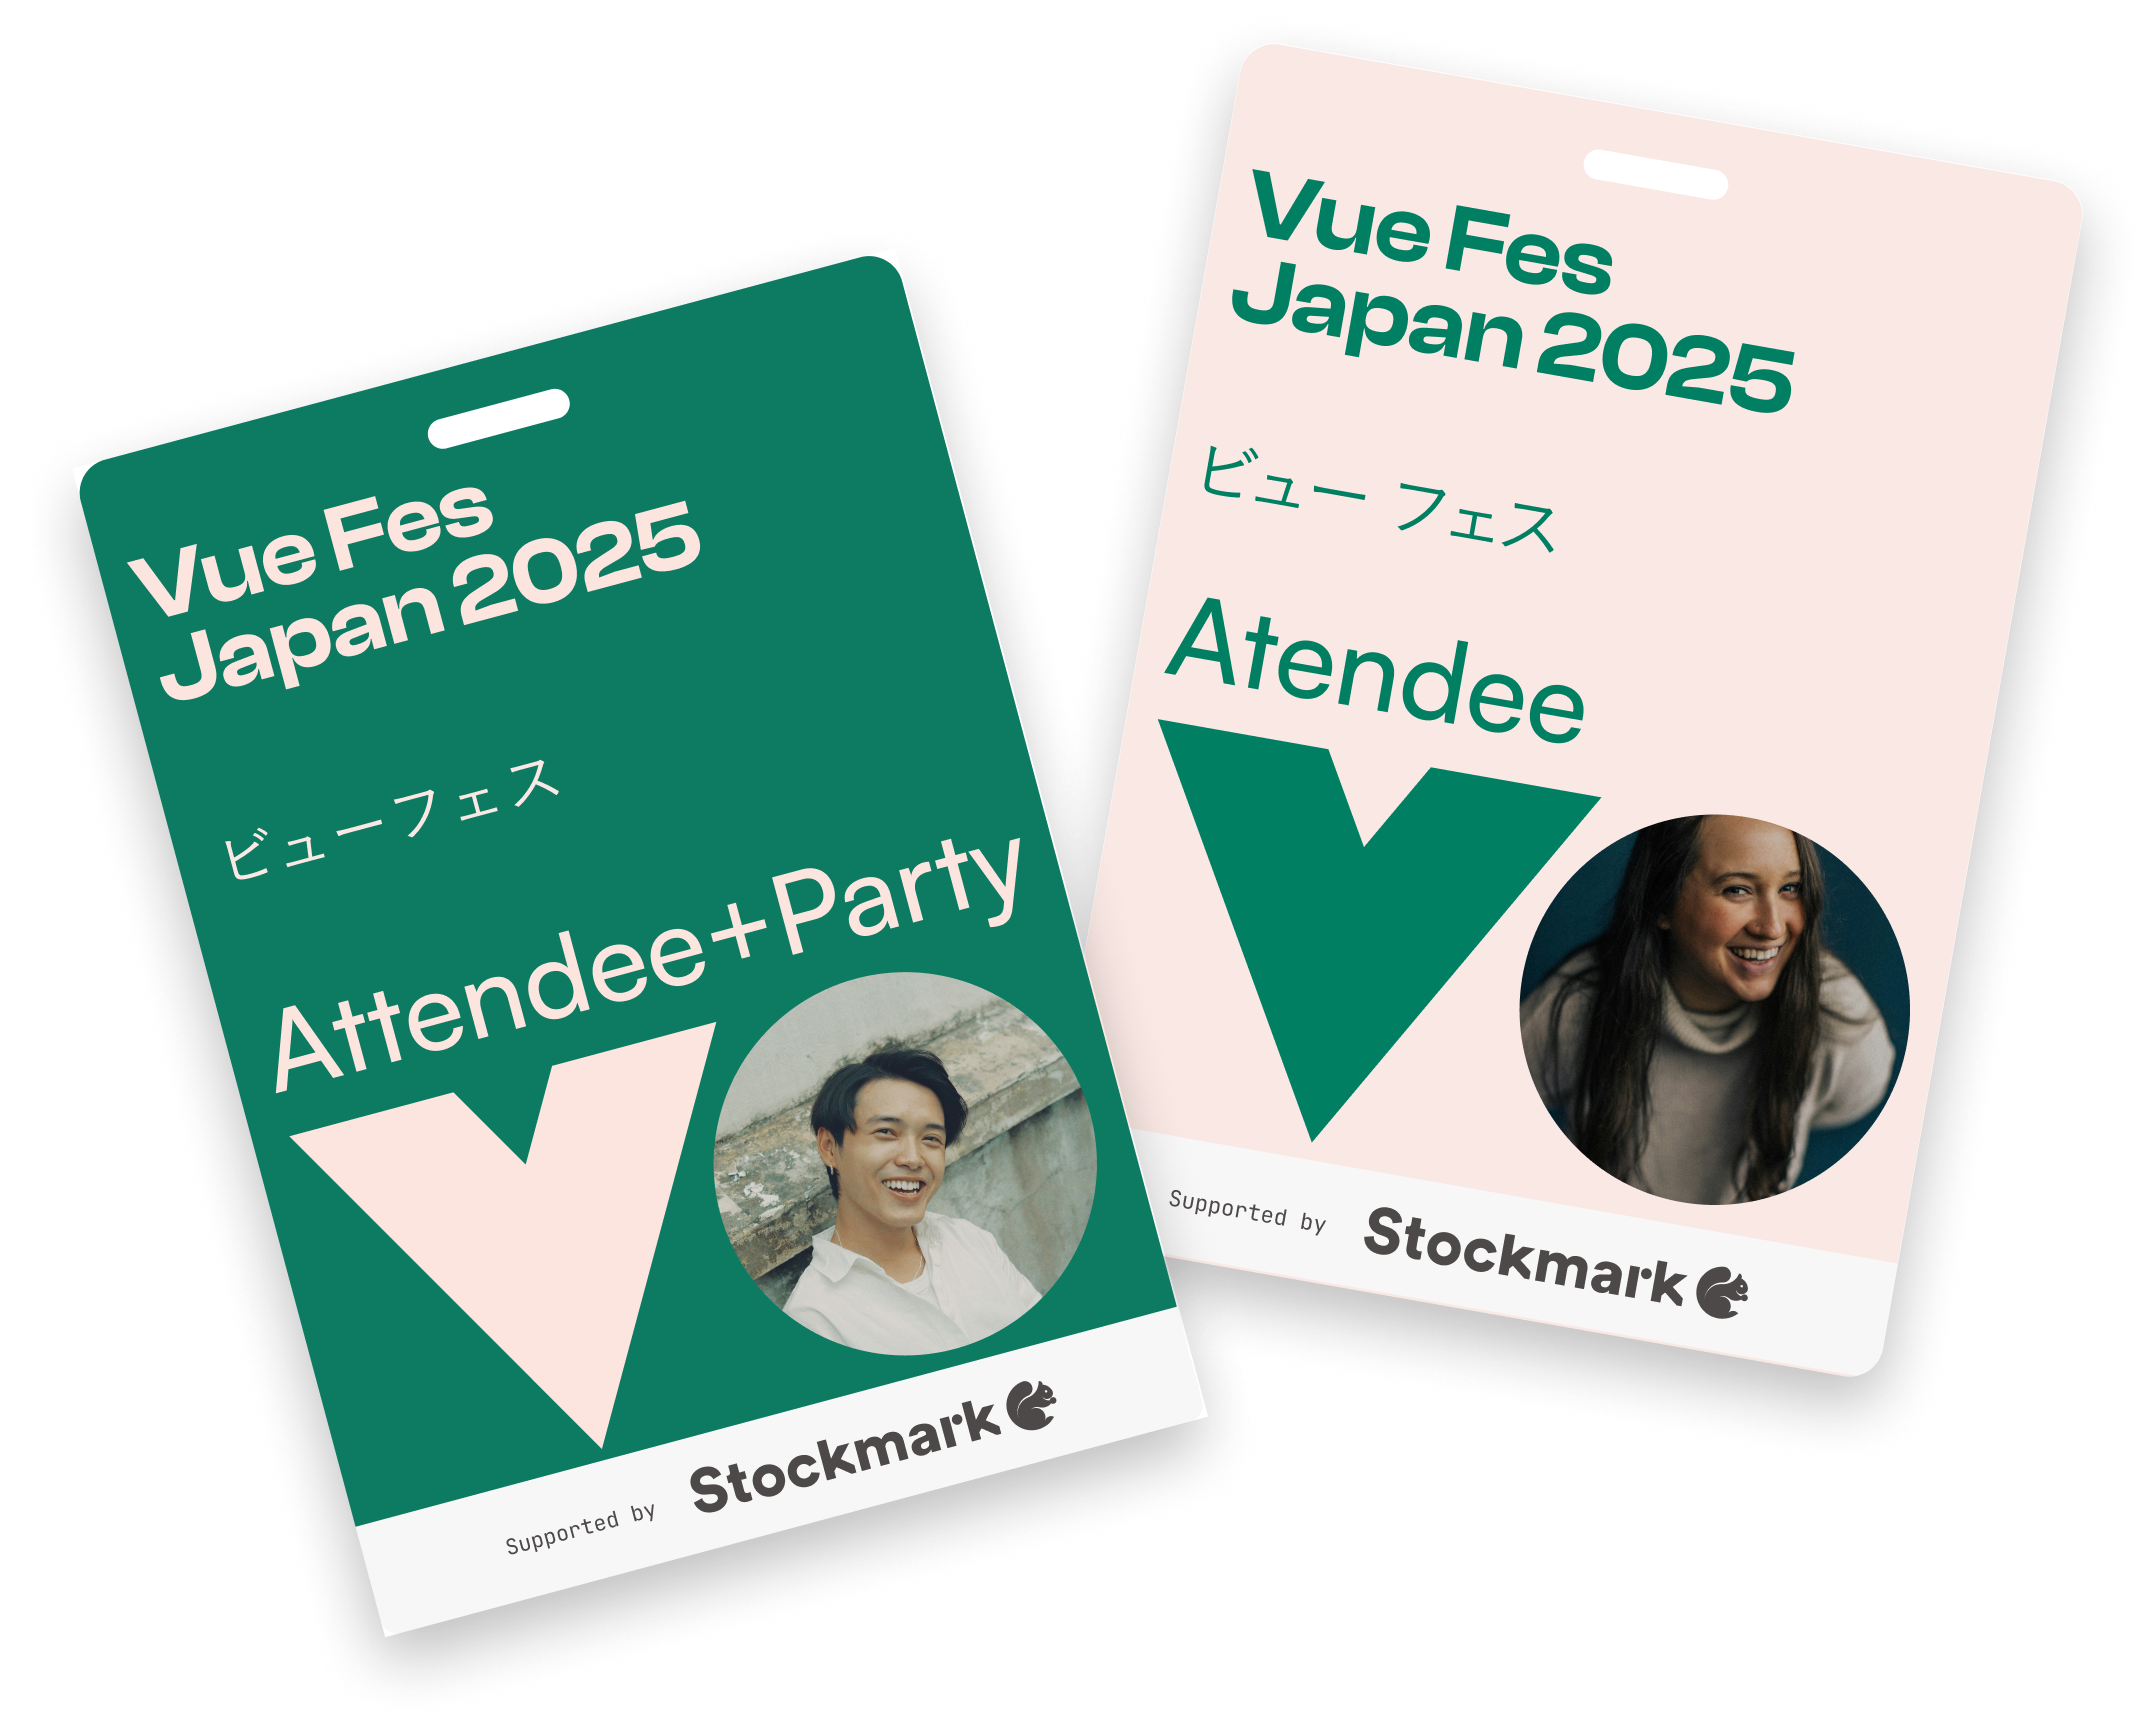 Vue Fes
Japan 2025
ビューフェス
Attendee+Party
Supported by Stockmark
Vue Fes
Japan 2025
ビュー フェス
Atendee
Supported by Stockmark